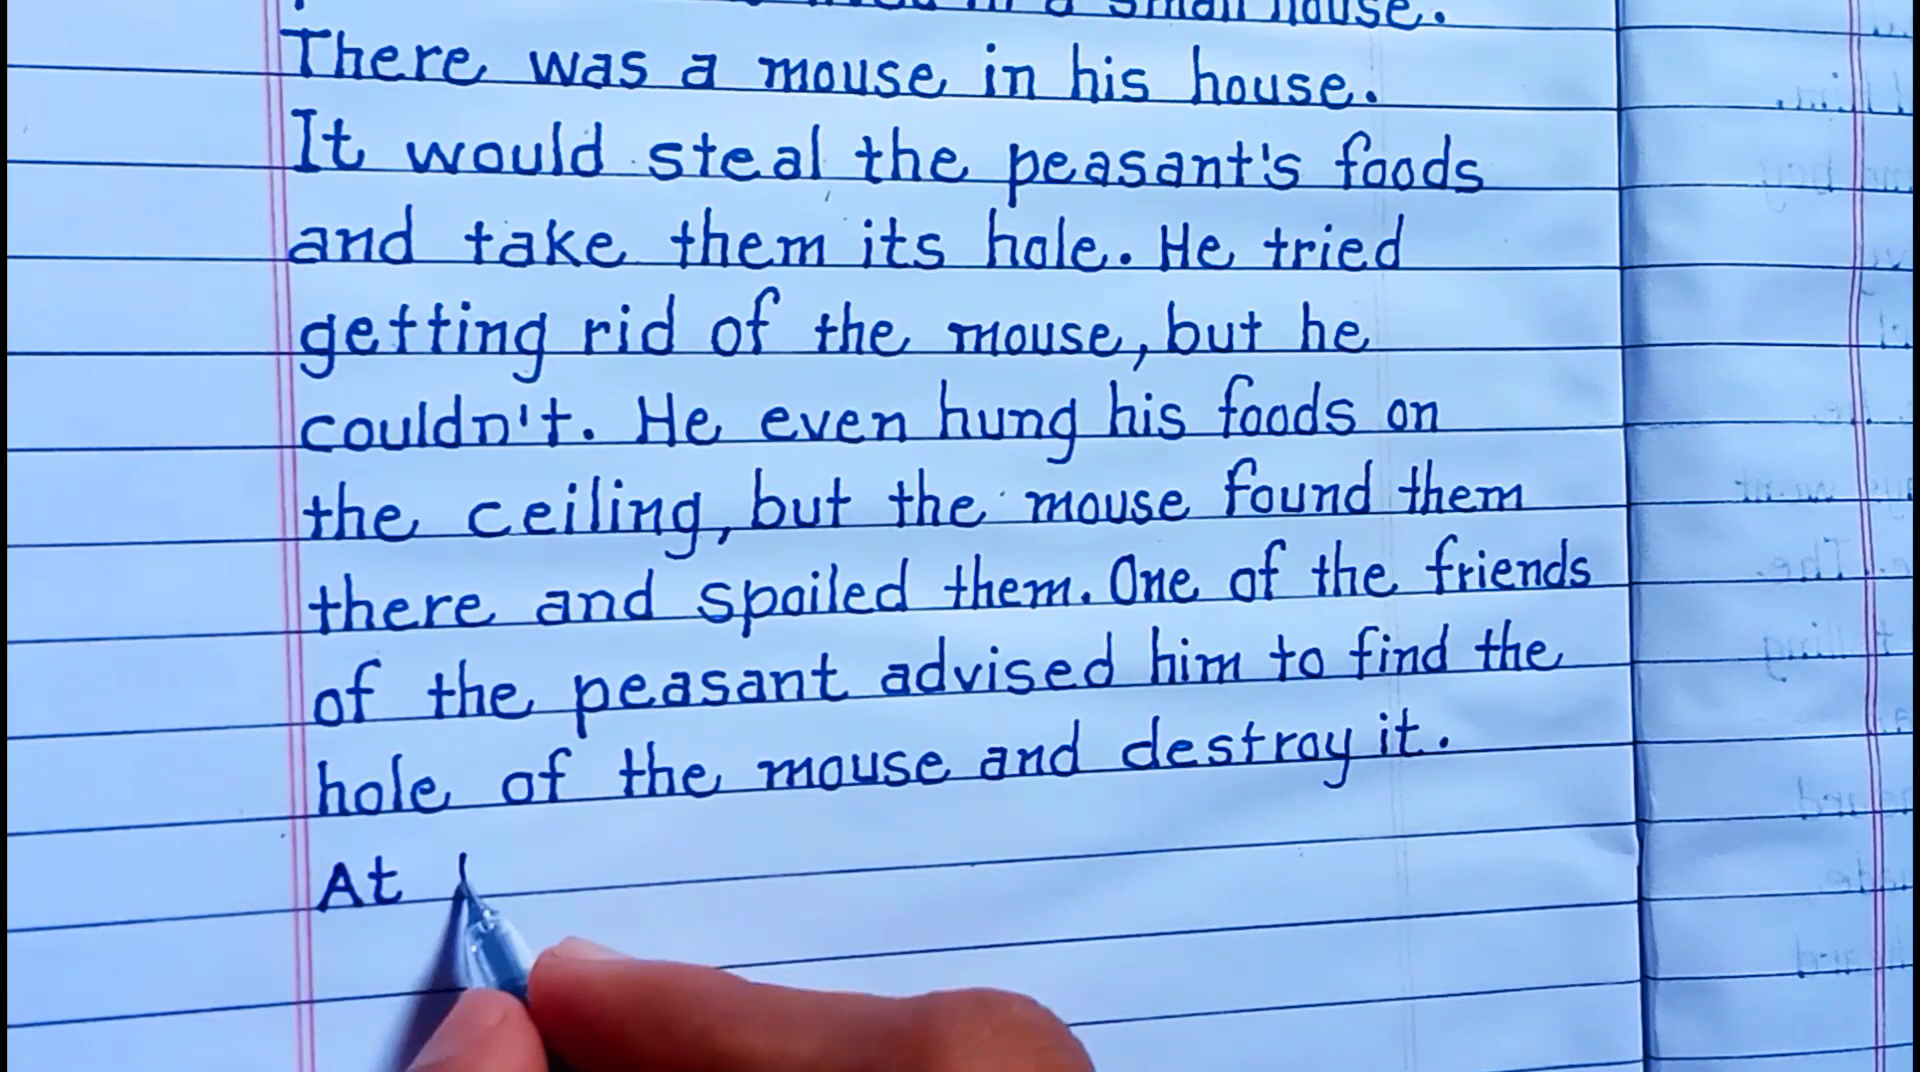 in a small house.
There was a mouse in his house.
It would steal the peasant's foods
and take them its hole. He tried
getting rid of the mouse, but he
couldn't. He even hung his foods on
the ceiling, but the mouse found them
there and spoiled them. One of the friends
of the peasant advised him to find the
hole of the mouse and destroy it.
At